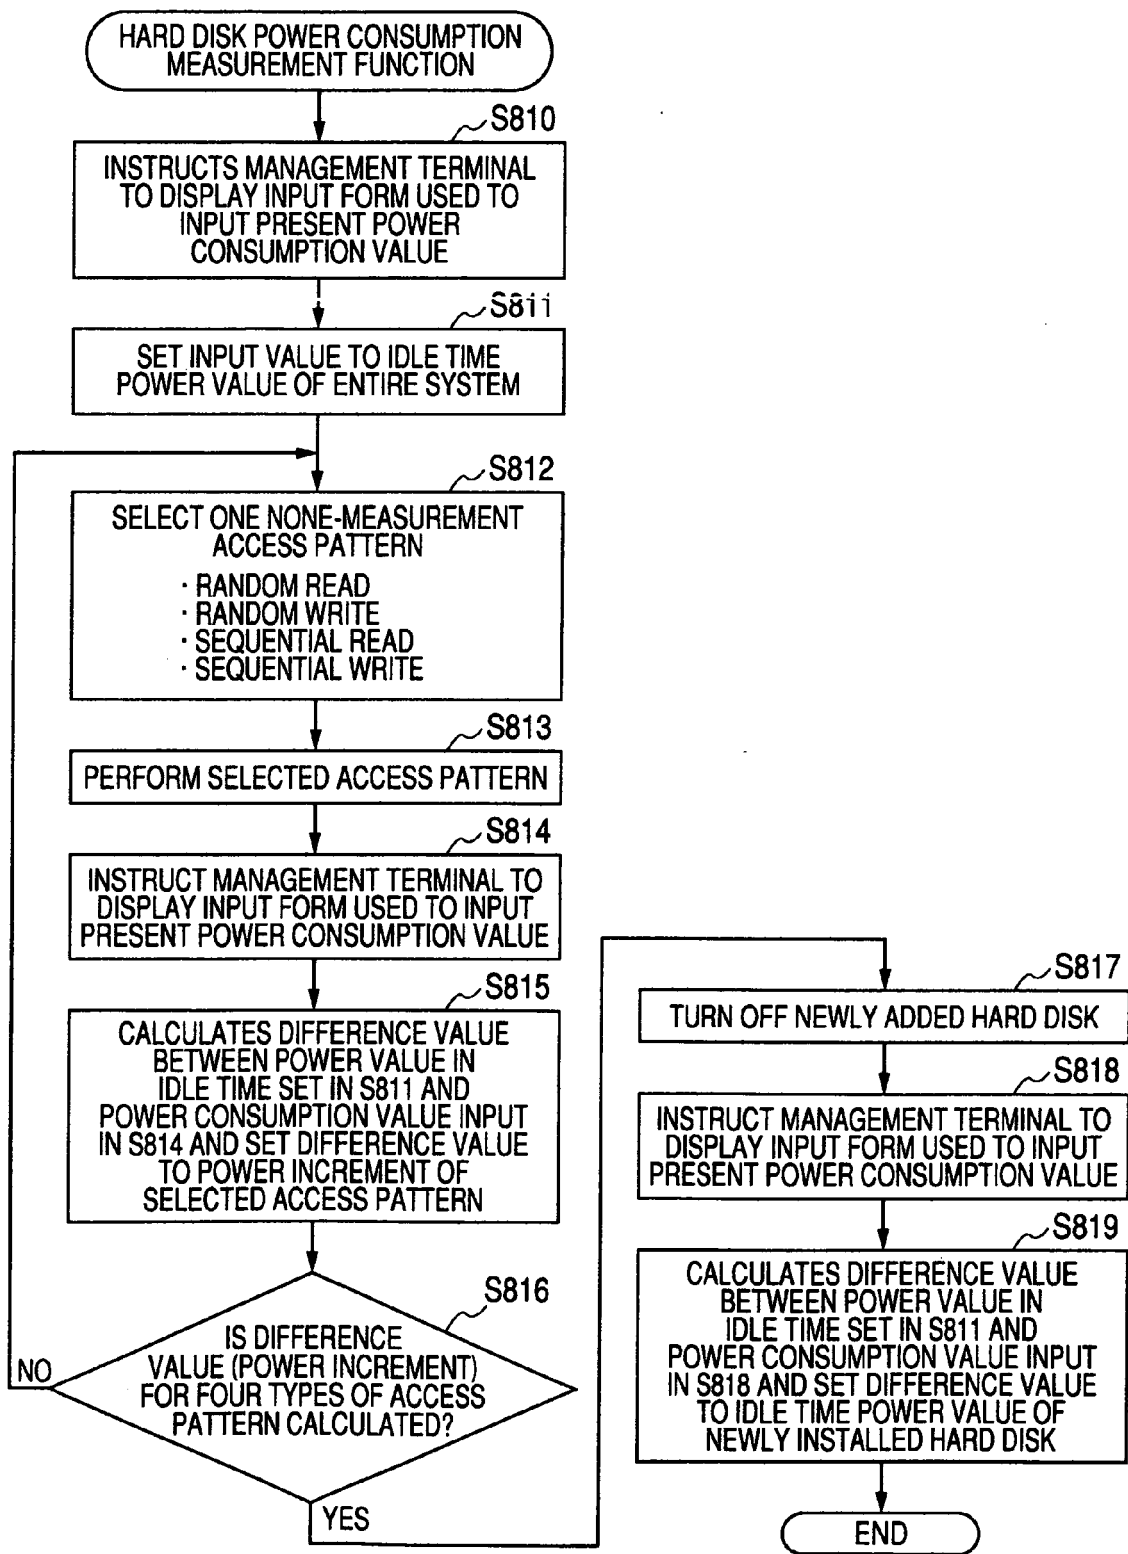 HARD DISK POWER CONSUMPTION
MEASUREMENT FUNCTION
S810
INSTRUCTS MANAGEMENT TERMINAL
TO DISPLAY INPUT FORM USED TO
INPUT PRESENT POWER
CONSUMPTION VALUE
S811
SET INPUT VALUE TO IDLE TIME
POWER VALUE OF ENTIRE SYSTEM
S812
SELECT ONE NONE-MEASUREMENT
ACCESS PATTERN
· RANDOM READ
· RANDOM WRITE
· SEQUENTIAL READ
· SEQUENTIAL WRITE
S813
PERFORM SELECTED ACCESS PATTERN
S814
INSTRUCT MANAGEMENT TERMINAL TO
DISPLAY INPUT FORM USED TO INPUT
PRESENT POWER CONSUMPTION VALUE
S815
CALCULATES DIFFERENCE VALUE
BETWEEN POWER VALUE IN
IDLE TIME SET IN S811 AND
POWER CONSUMPTION VALUE INPUT
IN S814 AND SET DIFFERENCE VALUE
TO POWER INCREMENT OF
SELECTED ACCESS PATTERN
S816
IS DIFFERENCE
VALUE (POWER INCREMENT)
FOR FOUR TYPES OF ACCESS
PATTERN CALCULATED?
NO
YES
S817
TURN OFF NEWLY ADDED HARD DISK
S818
INSTRUCT MANAGEMENT TERMINAL TO
DISPLAY INPUT FORM USED TO INPUT
PRESENT POWER CONSUMPTION VALUE
S819
CALCULATES DIFFERENCE VALUE
BETWEEN POWER VALUE IN
IDLE TIME SET IN S811 AND
POWER CONSUMPTION VALUE INPUT
IN S818 AND SET DIFFERENCE VALUE
TO IDLE TIME POWER VALUE OF
NEWLY INSTALLED HARD DISK
END